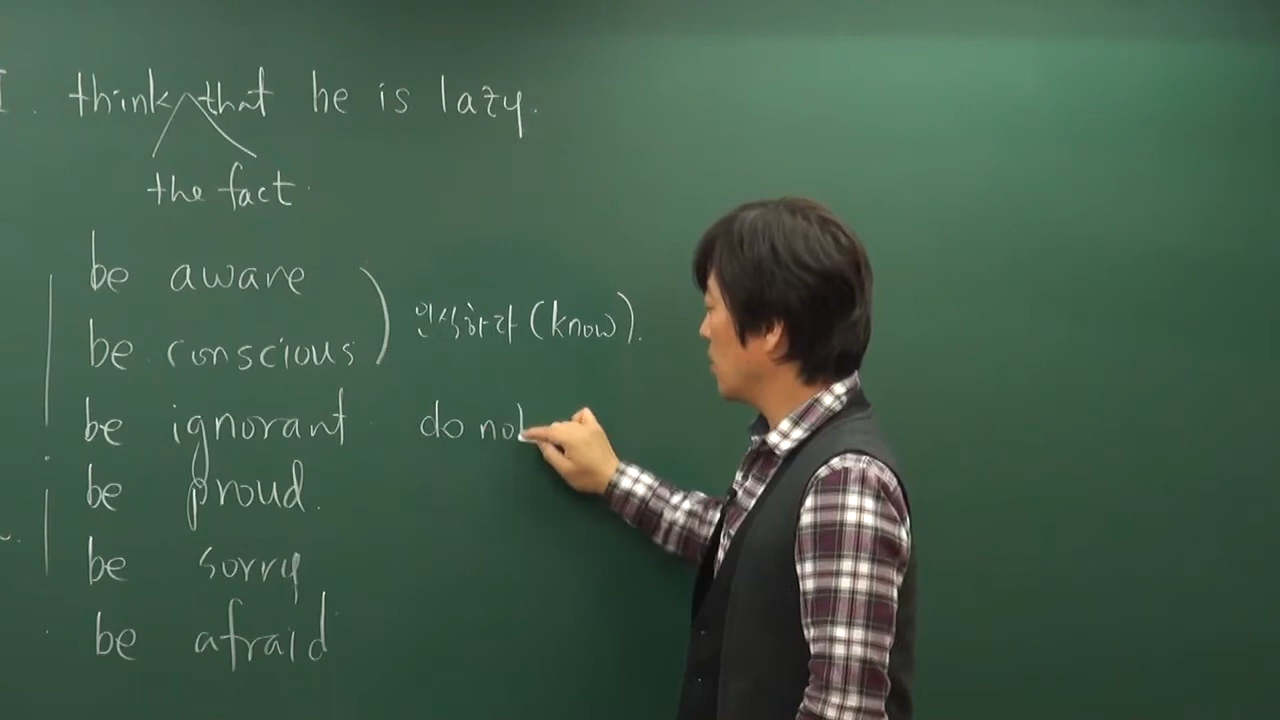 I think that he is lazy.
the fact
be aware
be conscious
인식하다 (know).
be ignorant do not
be proud.
be sorry
be afraid